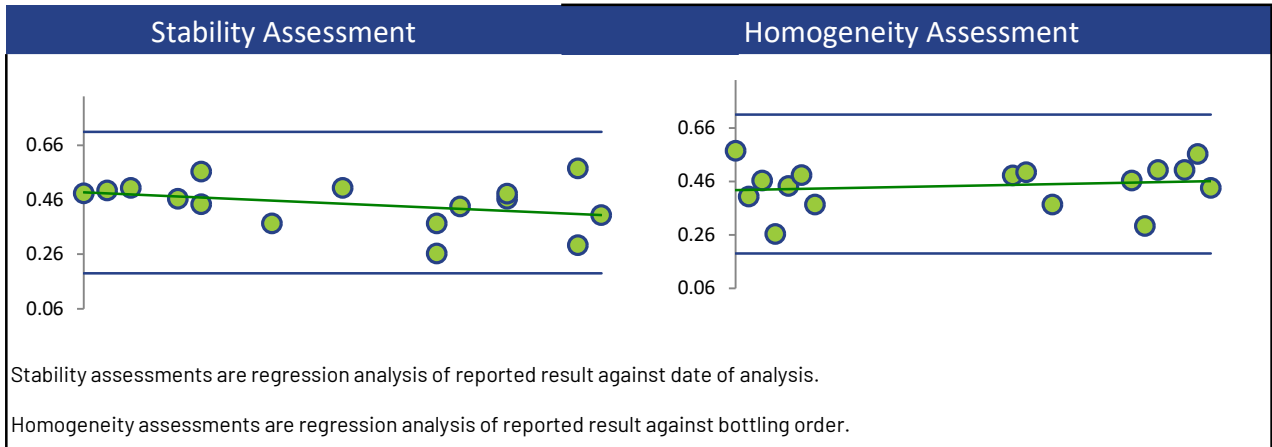 Stability Assessment
Homogeneity Assessment
0.66
0.46
0.26
0.06
0.66
0.46
0.26
0.06
Stability assessments are regression analysis of reported result against date of analysis.
Homogeneity assessments are regression analysis of reported result against bottling order.